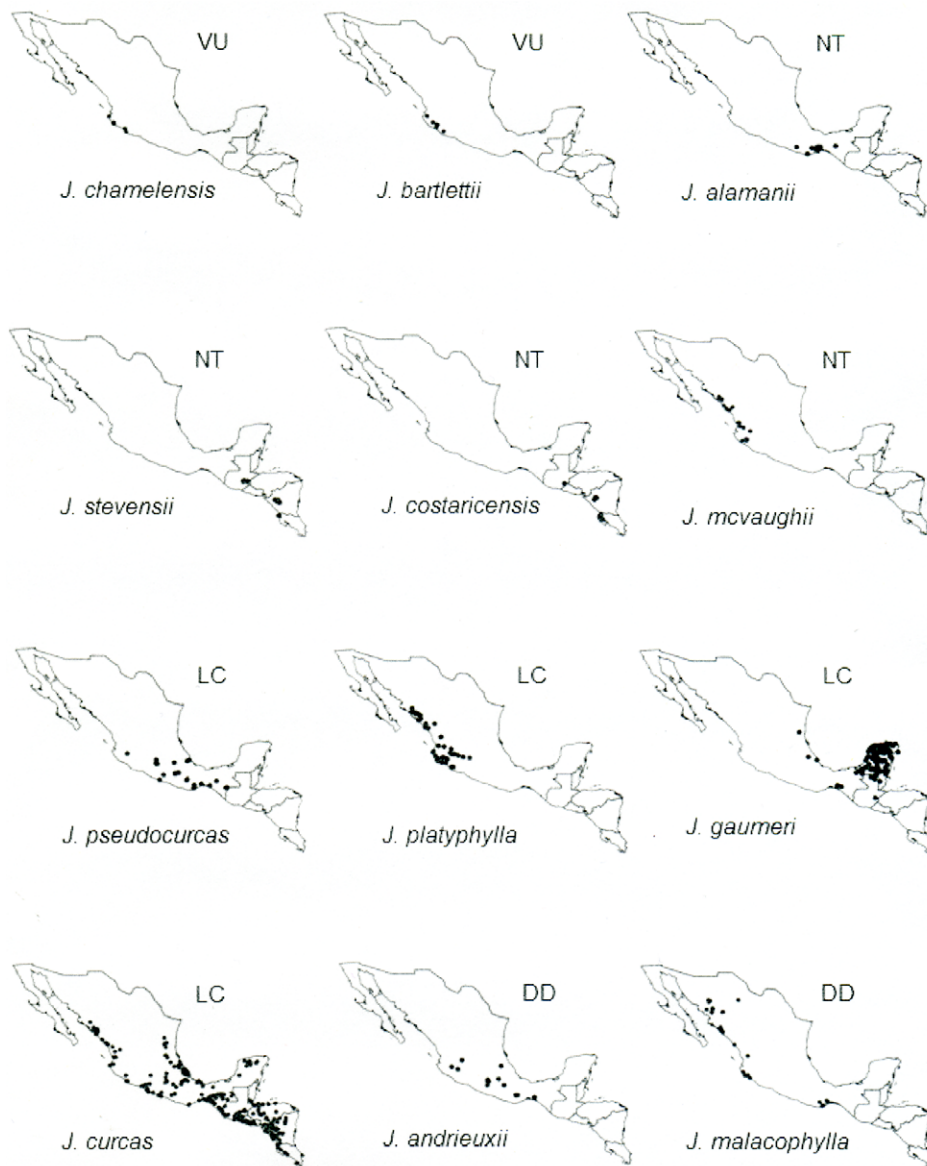 VU VU NT
J. chamelensis J. bartlettii J. alamanii
NT NT NT
J. stevensii J. costaricensis J. mcvaughii
LC LC LC
J. pseudocurcas J. platyphylla J. gaumeri
LC DD DD
J. curcas J. andrieuxii J. malacophylla